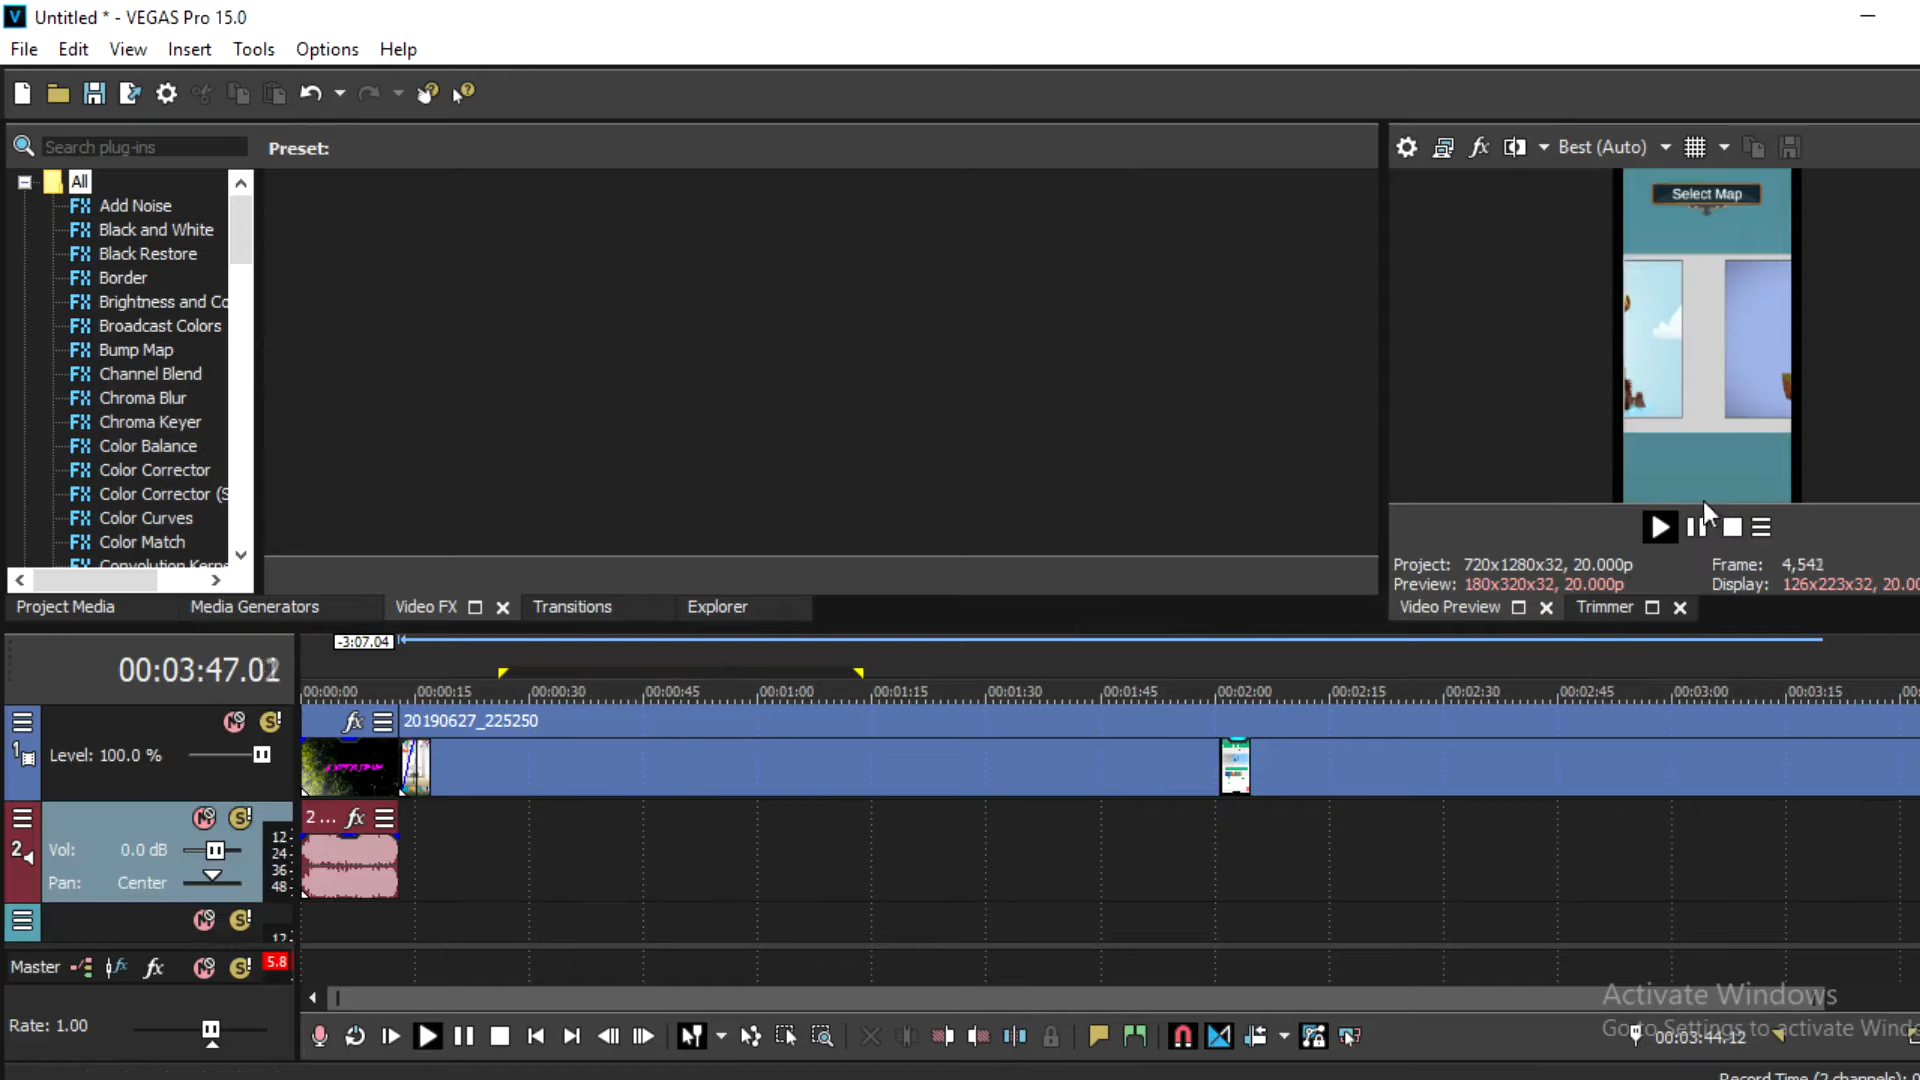 Untitled * - VEGAS Pro 15.0
File Edit View Insert Tools Options Help
Search plug-ins
Preset:
Best (Auto)
All
FX Add Noise
FX Black and White
FX Black Restore
FX Border
FX Brightness and Co
FX Broadcast Colors
FX Bump Map
FX Channel Blend
FX Chroma Blur
FX Chroma Keyer
FX Color Balance
FX Color Corrector
FX Color Corrector (S
FX Color Curves
FX Color Match
Convolution Kerne
Select Map
Project: 720x1280x32, 20.000p
Frame: 4,542
Preview: 180x320x32, 20.000p
Display: 126x223x32, 20.00
Project Media Media Generators Video FX Transitions Explorer
Video Preview Trimmer
-3:07.04
00:03:47.02
00:00:00 00:00:15 00:00:30 00:00:45 00:01:00 00:01:15 00:01:30 00:01:45 00:02:00 00:02:15 00:02:30 00:02:45 00:03:00 00:03:15 00:
fx 20190627_225250
1
Level: 100.0 %
2 ... fx
2
Vol: 0.0 dB
Pan: Center
12-
24-
36-
48-
12-
Master fx fx
5.8
Rate: 1.00
Activate Windows
Go to Settings to activate Windo
00:03:44.12
Record Time (2 channels): 0